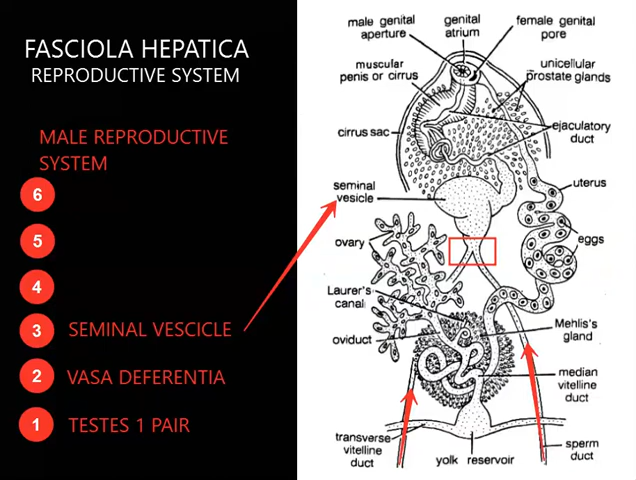 FASCIOLA HEPATICA
REPRODUCTIVE SYSTEM
MALE REPRODUCTIVE
SYSTEM
6
5
4
3 SEMINAL VESCICLE
2 VASA DEFERENTIA
1 TESTES 1 PAIR
male genital
aperture
genital
atrium
female genital
pore
muscular
penis or cirrus
unicellular
prostate glands
cirrus sac
ejaculatory
duct
seminal
vesicle
uterus
ovary
eggs
Laurer's
canal
oviduct
Mehlis's
gland
median
vitelline
duct
transverse
vitelline
duct
yolk reservoir
sperm
duct